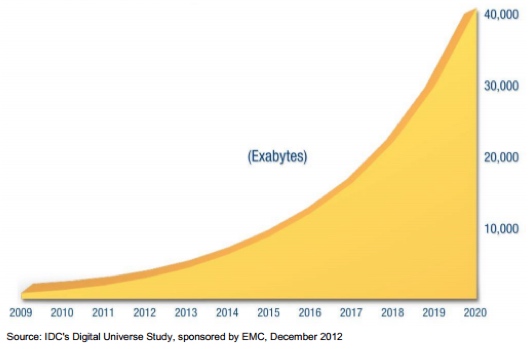 40,000
30,000
(Exabytes)
20,000
10,000
2009 2010 2011 2012 2013 2014 2015 2016 2017 2018 2019 2020
Source: IDC's Digital Universe Study, sponsored by EMC, December 2012